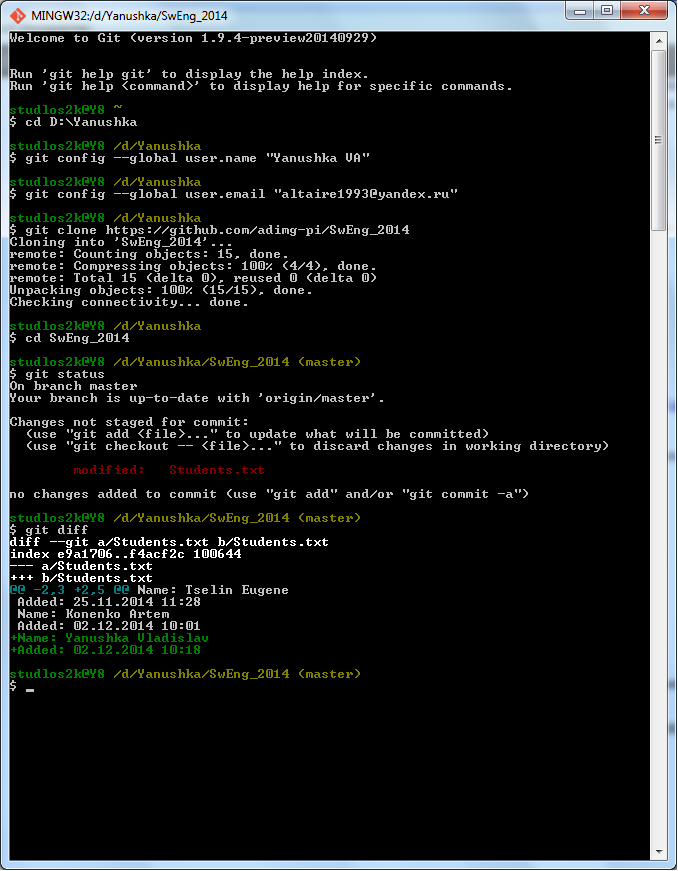 MINGW32:/d/Yanushka/SwEng_2014
Welcome to Git (version 1.9.4-preview20140929)
Run 'git help git' to display the help index.
Run 'git help <command>' to display help for specific commands.
studlos2k@Y8 ~
$ cd D:\Yanushka
studlos2k@Y8 /d/Yanushka
$ git config --global user.name "Yanushka VA"
studlos2k@Y8 /d/Yanushka
$ git config --global user.email "altaire1993@yandex.ru"
studlos2k@Y8 /d/Yanushka
$ git clone https://github.com/adimg-pi/SwEng_2014
Cloning into 'SwEng_2014'...
remote: Counting objects: 15, done.
remote: Compressing objects: 100% (4/4), done.
remote: Total 15 (delta 0), reused 0 (delta 0)
Unpacking objects: 100% (15/15), done.
Checking connectivity... done.
studlos2k@Y8 /d/Yanushka
$ cd SwEng_2014
studlos2k@Y8 /d/Yanushka/SwEng_2014 (master)
$ git status
On branch master
Your branch is up-to-date with 'origin/master'.
Changes not staged for commit:
  (use "git add <file>..." to update what will be committed)
  (use "git checkout -- <file>..." to discard changes in working directory)
        modified:   Students.txt
no changes added to commit (use "git add" and/or "git commit -a")
studlos2k@Y8 /d/Yanushka/SwEng_2014 (master)
$ git diff
diff --git a/Students.txt b/Students.txt
index e9a1706..f4acf2c 100644
--- a/Students.txt
+++ b/Students.txt
@@ -2,3 +2,5 @@ Name: Tselin Eugene
 Added: 25.11.2014 11:28
 Name: Konenko Artem
 Added: 02.12.2014 10:01
+Name: Yanushka Vladislav
+Added: 02.12.2014 10:18
studlos2k@Y8 /d/Yanushka/SwEng_2014 (master)
$ _